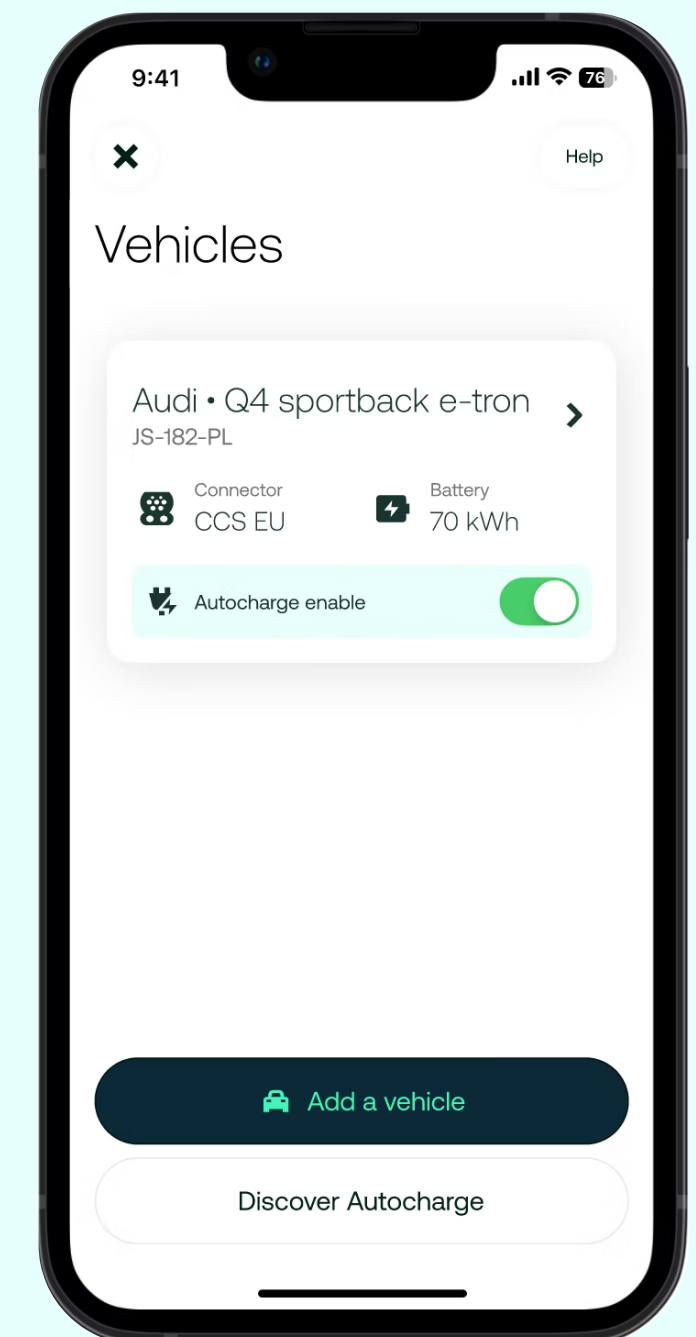 9:41
76
Help
Vehicles
Audi • Q4 sportback e-tron
JS-182-PL
Connector
CCS EU
Battery
70 kWh
Autocharge enable
Add a vehicle
Discover Autocharge